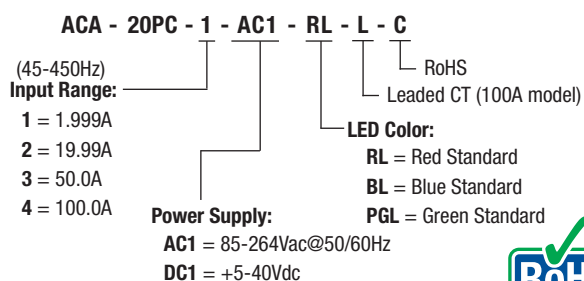 ACA - 20PC - 1 - AC1 - RL - L - C
RoHS
Leaded CT (100A model)
(45-450Hz)
Input Range:
1 = 1.999A
2 = 19.99A
3 = 50.0A
4 = 100.0A
LED Color:
RL = Red Standard
BL = Blue Standard
PGL = Green Standard
Power Supply:
AC1 = 85-264Vac@50/60Hz
DC1 = +5-40Vdc
RoH